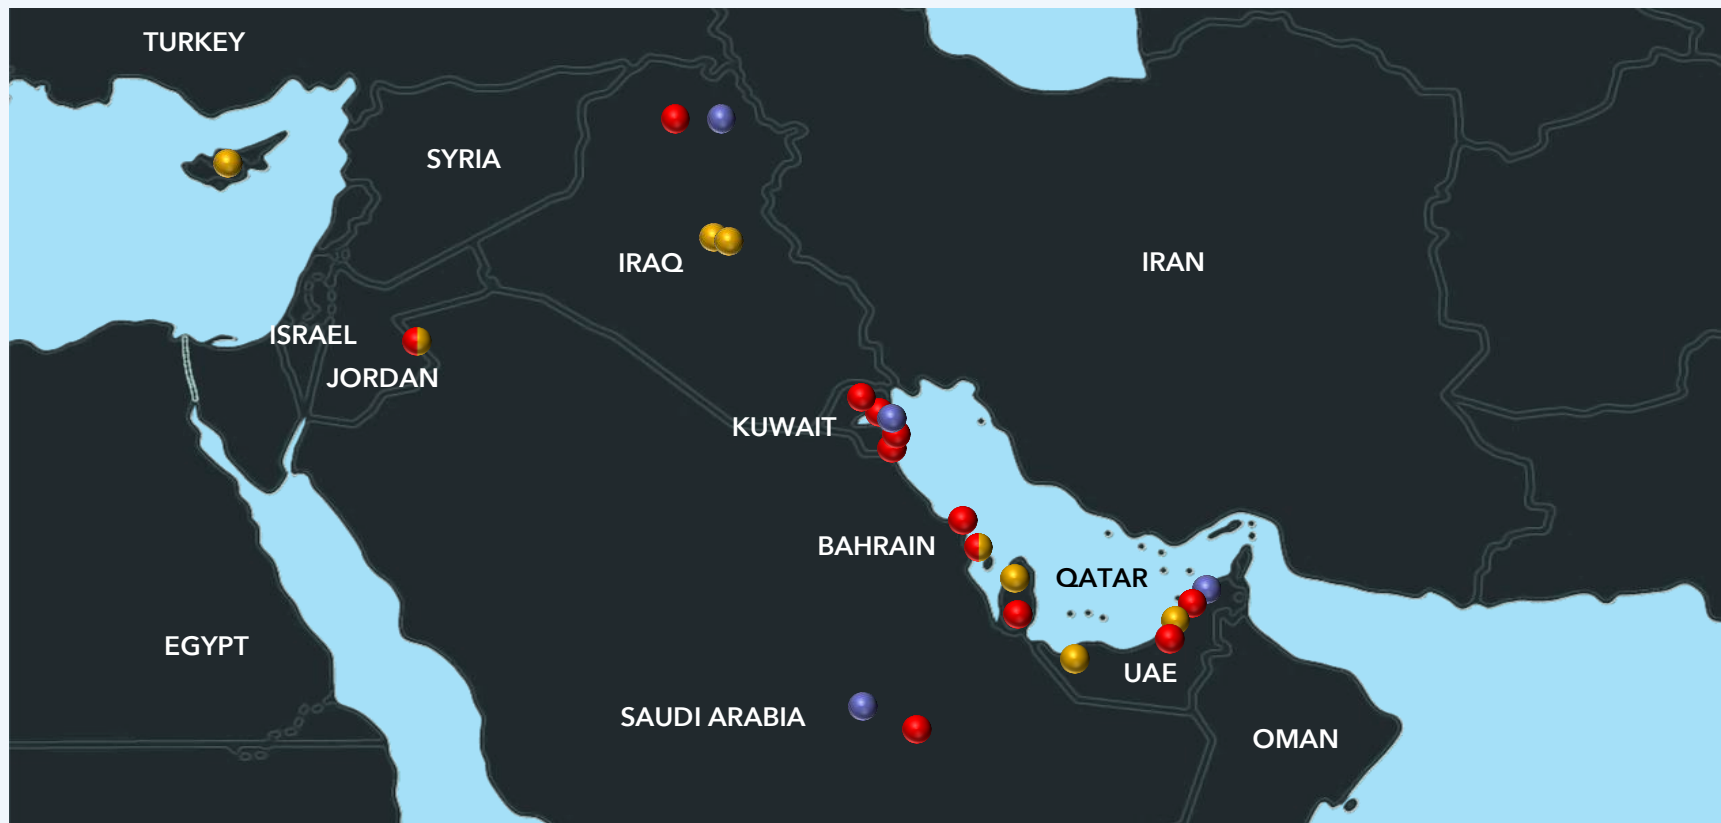 TURKEY
SYRIA
IRAQ
IRAN
ISRAEL
JORDAN
KUWAIT
BAHRAIN
QATAR
EGYPT
UAE
SAUDI ARABIA
OMAN